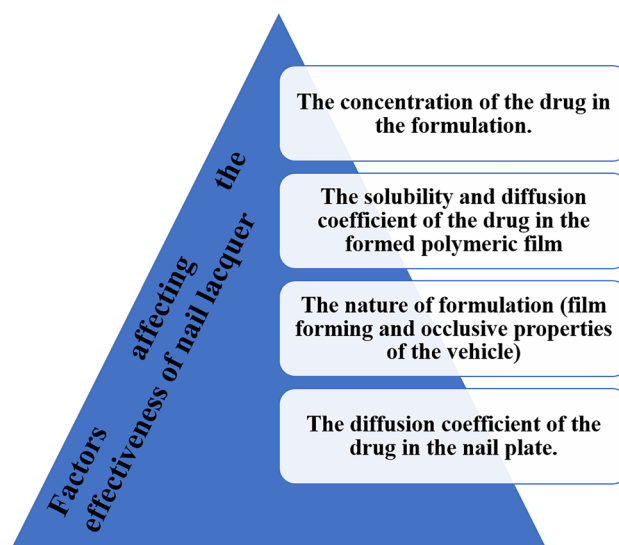 Factors affecting the
effectiveness of nail lacquer
The concentration of the drug in
the formulation.
The solubility and diffusion
coefficient of the drug in the
formed polymeric film
The nature of formulation (film
forming and occlusive properties
of the vehicle)
The diffusion coefficient of the
drug in the nail plate.